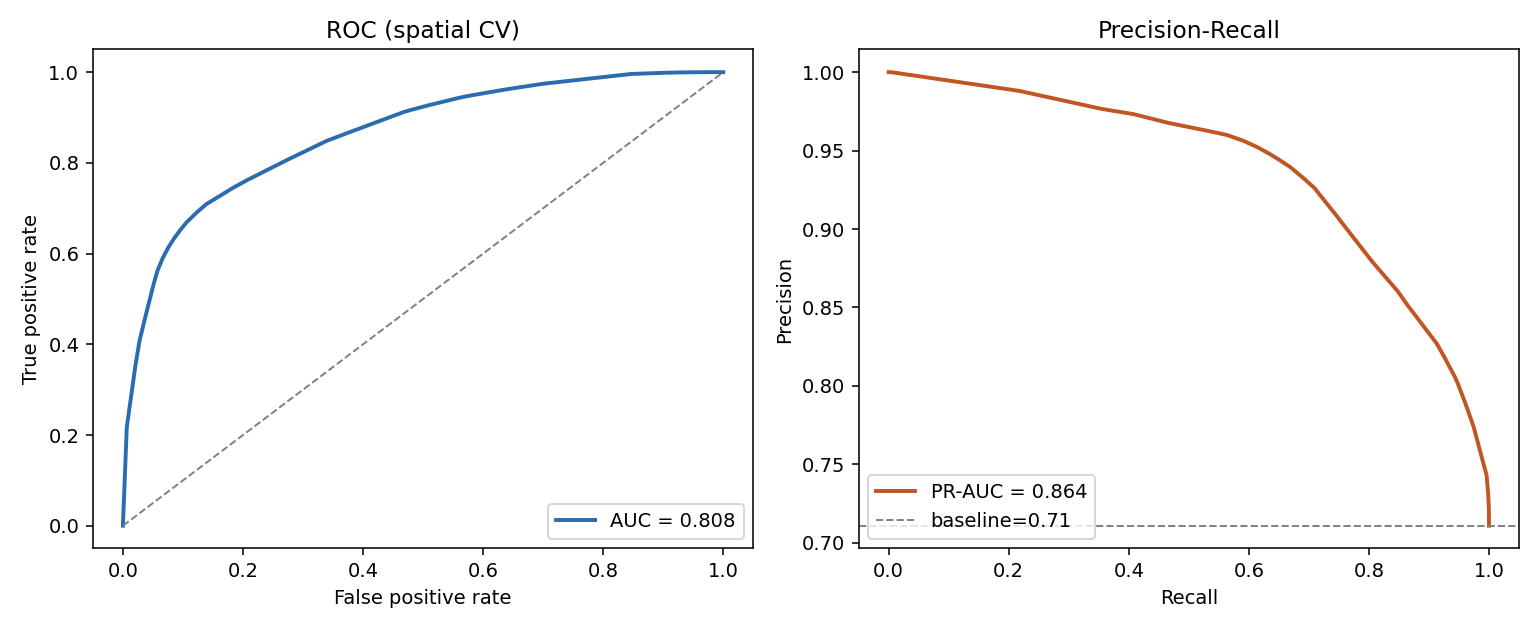 ROC (spatial CV)
True positive rate
1.0
0.8
0.6
0.4
0.2
0.0
AUC = 0.808
0.0 0.2 0.4 0.6 0.8 1.0
False positive rate
Precision-Recall
Precision
1.00
0.95
0.90
0.85
0.80
0.75
0.70
PR-AUC = 0.864
baseline=0.71
0.0 0.2 0.4 0.6 0.8 1.0
Recall